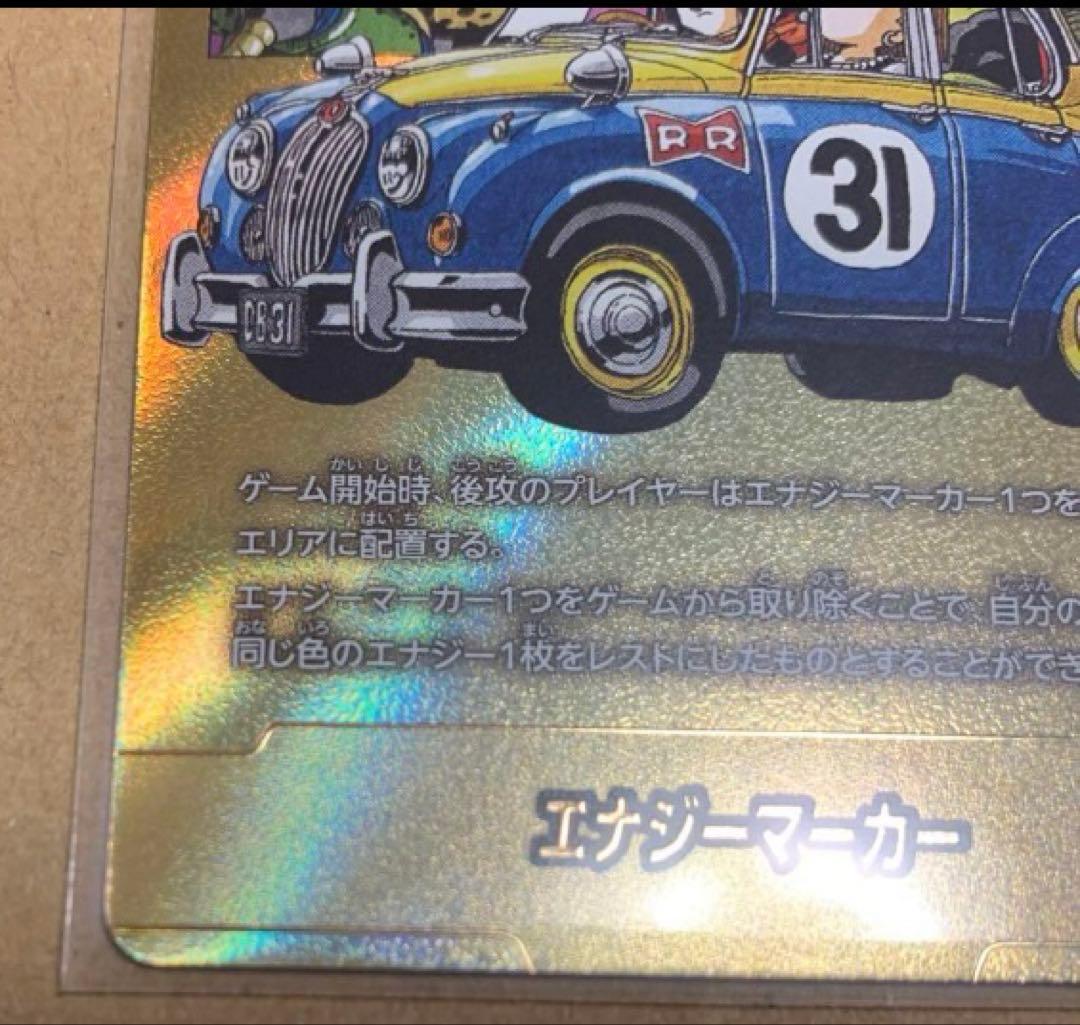 RR
31
DB31
ゲーム開始時、後攻のプレイヤーはエナジーマーカー1つを
エリアに配置する。
エナジーマーカー1つをゲームから取り除くことで、自分の
同じ色のエナジー1枚をレストにしたものとすることができ
エナジーマーカー